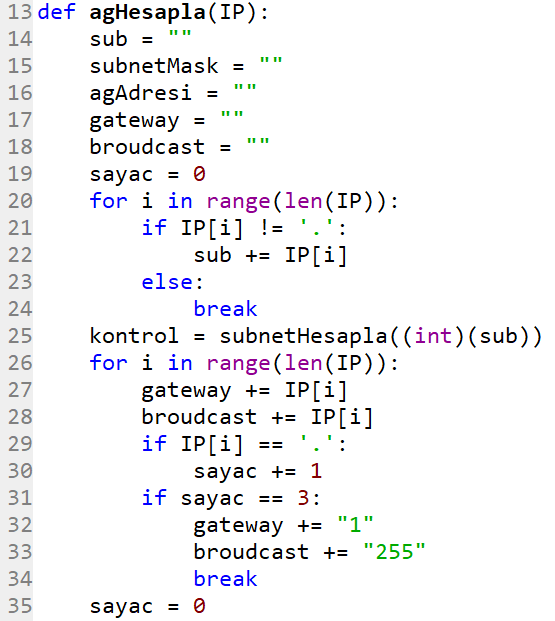 13 def agHesapla(IP):
14     sub = ""
15     subnetMask = ""
16     agAdresi = ""
17     gateway = ""
18     broudcast = ""
19     sayac = 0
20     for i in range(len(IP)):
21         if IP[i] != '.':
22             sub += IP[i]
23         else:
24             break
25     kontrol = subnetHesapla((int)(sub))
26     for i in range(len(IP)):
27         gateway += IP[i]
28         broudcast += IP[i]
29         if IP[i] == '.':
30             sayac += 1
31         if sayac == 3:
32             gateway += "1"
33             broudcast += "255"
34             break
35     sayac = 0